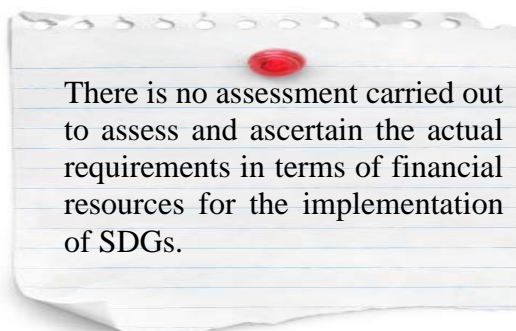 There is no assessment carried out
to assess and ascertain the actual
requirements in terms of financial
resources for the implementation
of SDGs.